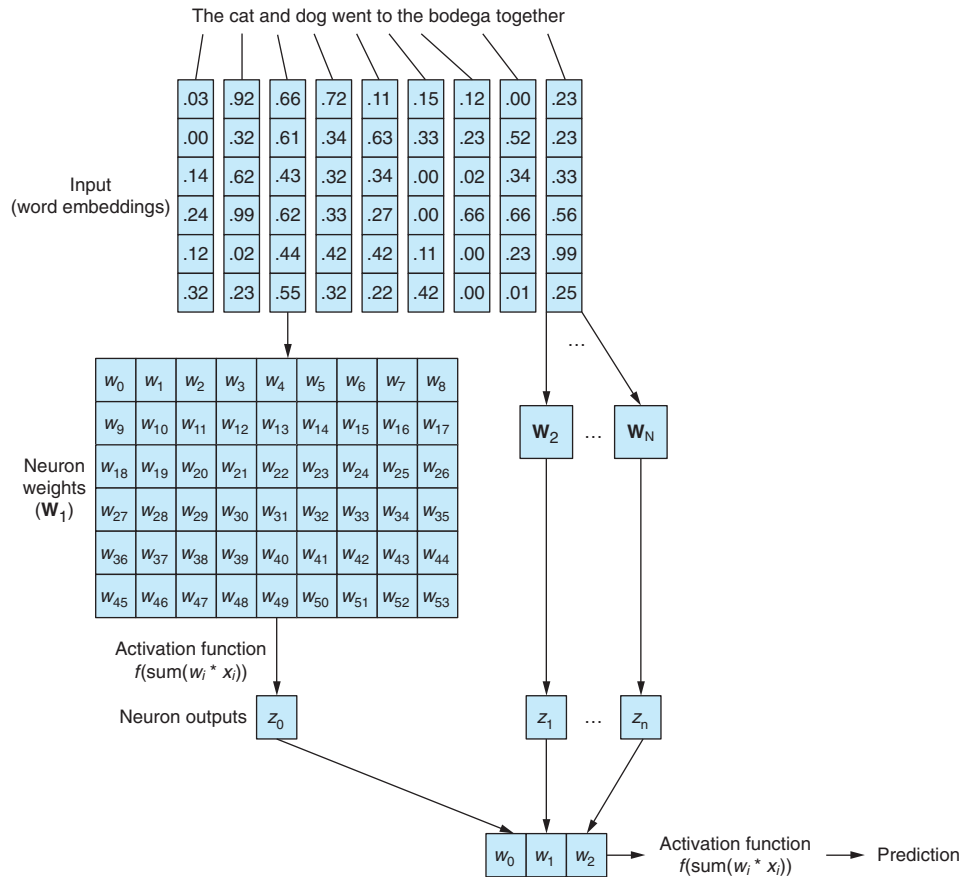 The cat and dog went to the bodega together
.03 .92 .66 .72 .11 .15 .12 .00 .23
.00 .32 .61 .34 .63 .33 .23 .52 .23
.14 .62 .43 .32 .34 .00 .02 .34 .33
.24 .99 .62 .33 .27 .00 .66 .66 .56
.12 .02 .44 .42 .42 .11 .00 .23 .99
.32 .23 .55 .32 .22 .42 .00 .01 .25
Input
(word embeddings)
...
w0 w1 w2 w3 w4 w5 w6 w7 w8
w9 w10 w11 w12 w13 w14 w15 w16 w17
w18 w19 w20 w21 w22 w23 w24 w25 w26
w27 w28 w29 w30 w31 w32 w33 w34 w35
w36 w37 w38 w39 w40 w41 w42 w43 w44
w45 w46 w47 w48 w49 w50 w51 w52 w53
Neuron
weights
(W1)
W2 ... WN
Activation function
f(sum(wi * xi))
Neuron outputs
z0 z1 ... zn
w0 w1 w2
Activation function
f(sum(wi * xi))
Prediction